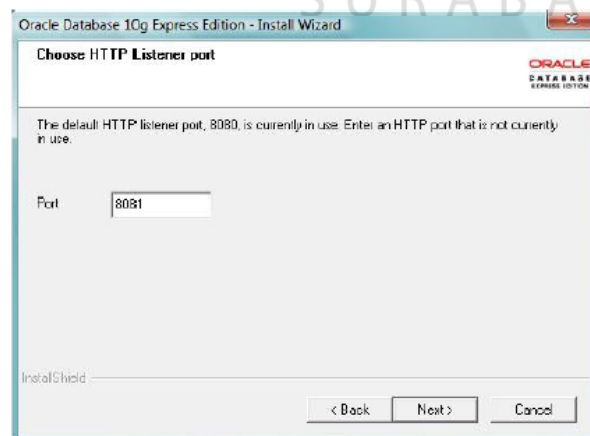 SURABA
Oracle Database 10g Express Edition - Install Wizard
Choose HTTP Listener port
ORACLE
DATABASE
EXPRESS EDITION
The default HTTP listener port, 8080, is currently in use. Enter an HTTP port that is not currently
in use.
Port 8081
InstallShield
< Back Next > Cancel